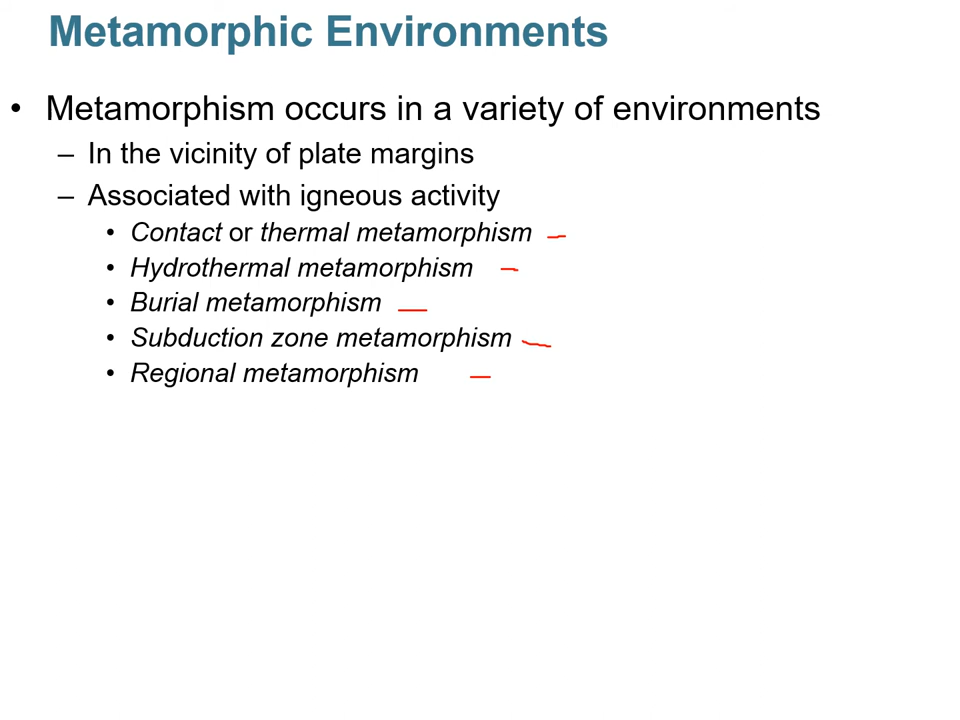 Metamorphic Environments
• Metamorphism occurs in a variety of environments
– In the vicinity of plate margins
– Associated with igneous activity
• Contact or thermal metamorphism
• Hydrothermal metamorphism
• Burial metamorphism
• Subduction zone metamorphism
• Regional metamorphism